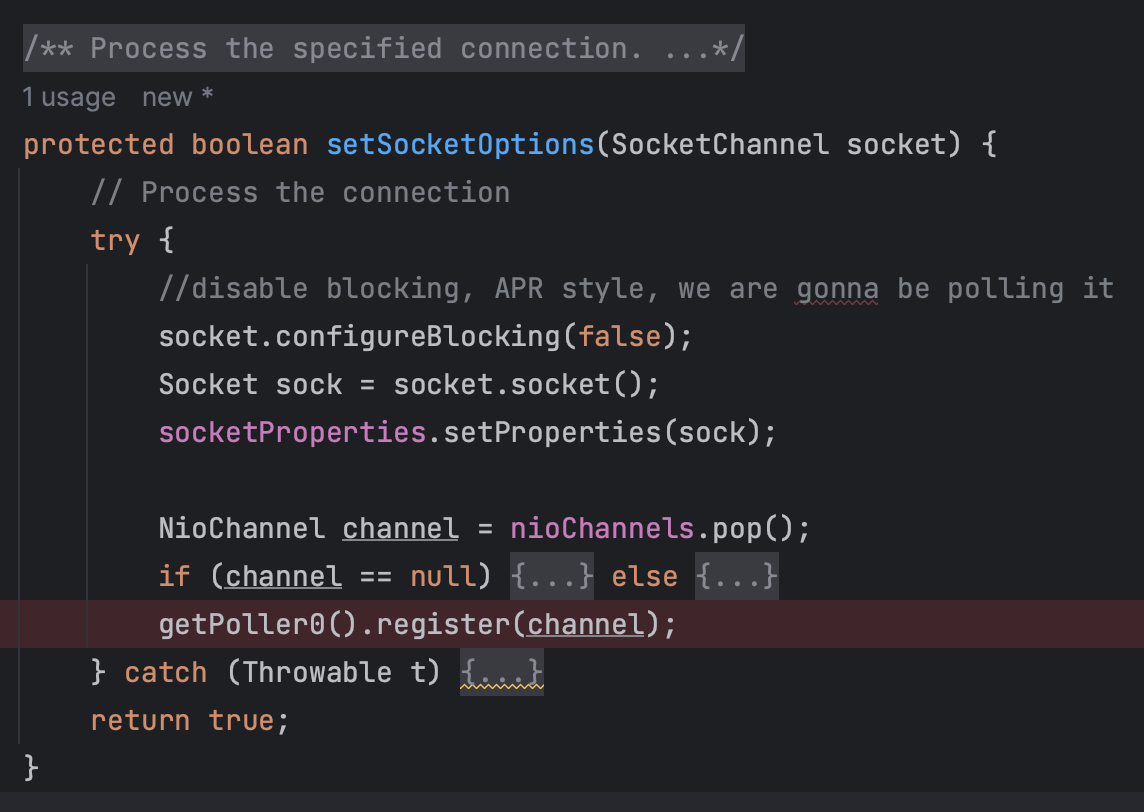 /** Process the specified connection. ...*/
1 usage new *
protected boolean setSocketOptions(SocketChannel socket) {
// Process the connection
try {
//disable blocking, APR style, we are gonna be polling it
socket.configureBlocking(false);
Socket sock = socket.socket();
socketProperties.setProperties(sock);
NioChannel channel = nioChannels.pop();
if (channel == null) {...} else {...}
getPoller0().register(channel);
} catch (Throwable t) {...}
return true;
}